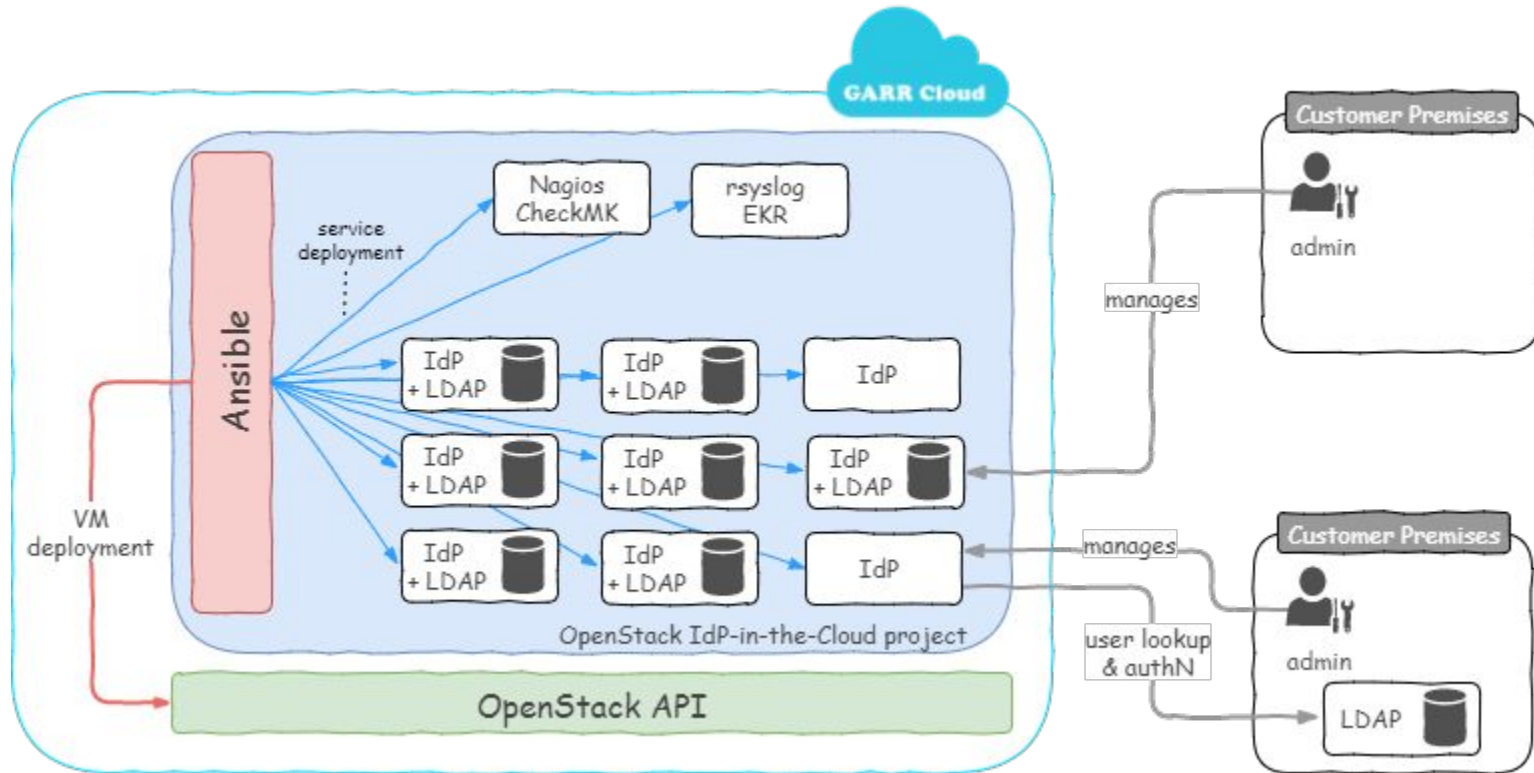 GARR Cloud
Customer Premises
admin
manages
Nagios
CheckMK
rsyslog
EKR
service
deployment
Ansible
IdP
+ LDAP
IdP
+ LDAP
IdP
IdP
+ LDAP
IdP
+ LDAP
IdP
+ LDAP
VM
deployment
IdP
+ LDAP
IdP
+ LDAP
IdP
OpenStack IdP-in-the-Cloud project
OpenStack API
manages
Customer Premises
user lookup
& authN
admin
LDAP